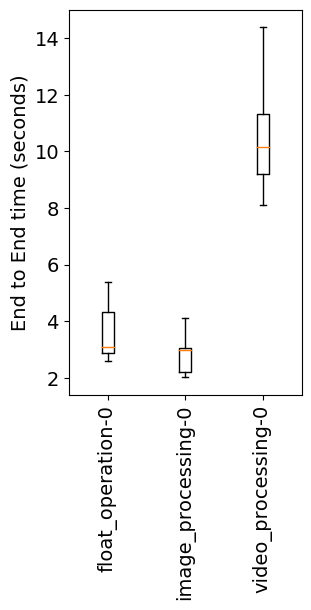 End to End time (seconds)
14
12
10
8
6
4
2
float_operation-0
image_processing-0
video_processing-0